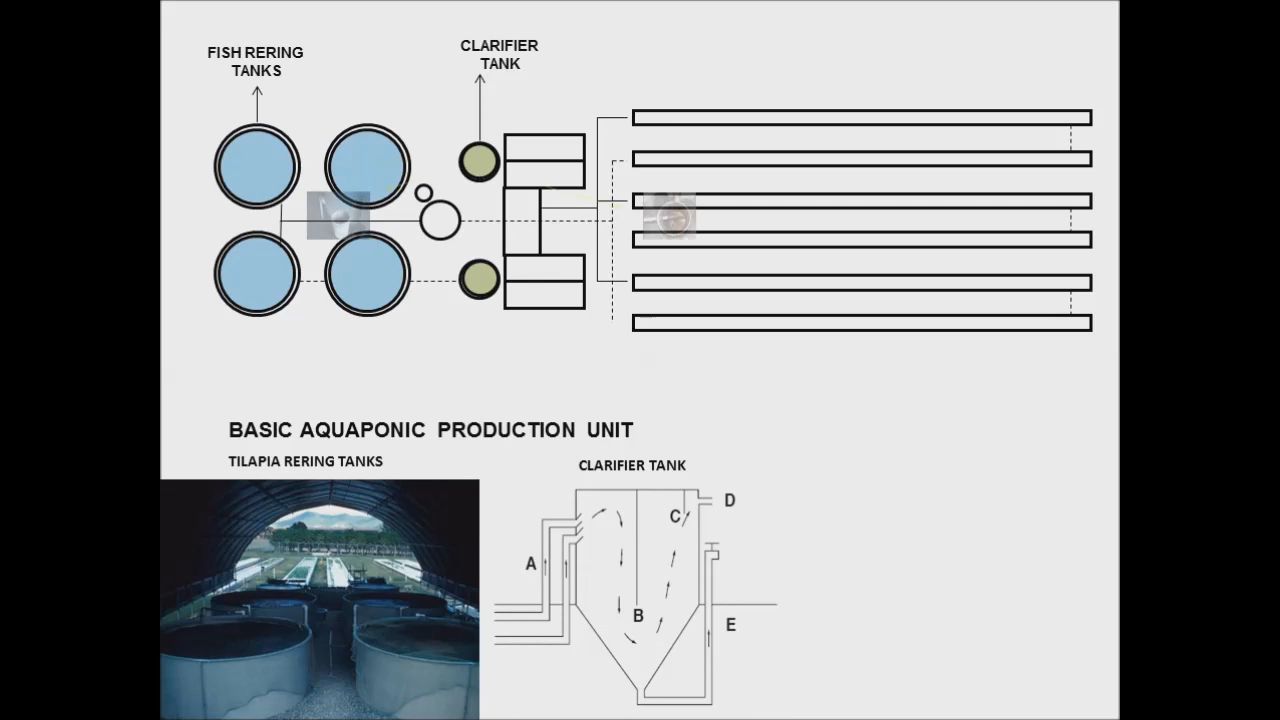 FISH RERING
TANKS
CLARIFIER
TANK
BASIC AQUAPONIC PRODUCTION UNIT
TILAPIA RERING TANKS
CLARIFIER TANK
A
B
C
D
E